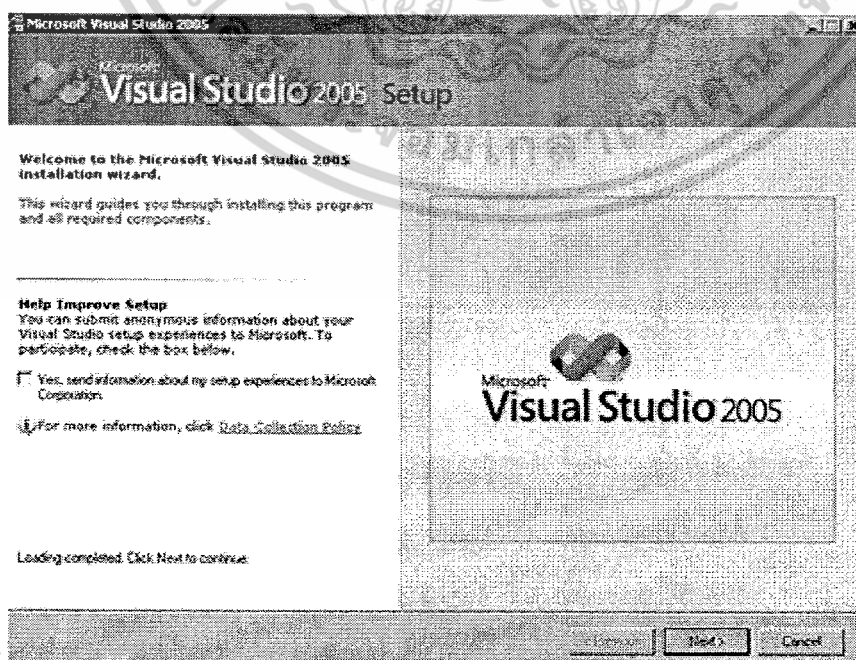 Microsoft Visual Studio 2005
Microsoft
Visual Studio 2005 Setup
Welcome to the Microsoft Visual Studio 2005
installation wizard.
This wizard guides you through installing this program
and all required components.
Help Improve Setup
You can submit anonymous information about your
Visual Studio setup experiences to Microsoft. To
participate, check the box below.
Yes, send information about my setup experiences to Microsoft
Corporation.
For more information, click Data Collection Policy
Loading completed. Click Next to continue.
Microsoft
Visual Studio 2005
Next >
Cancel